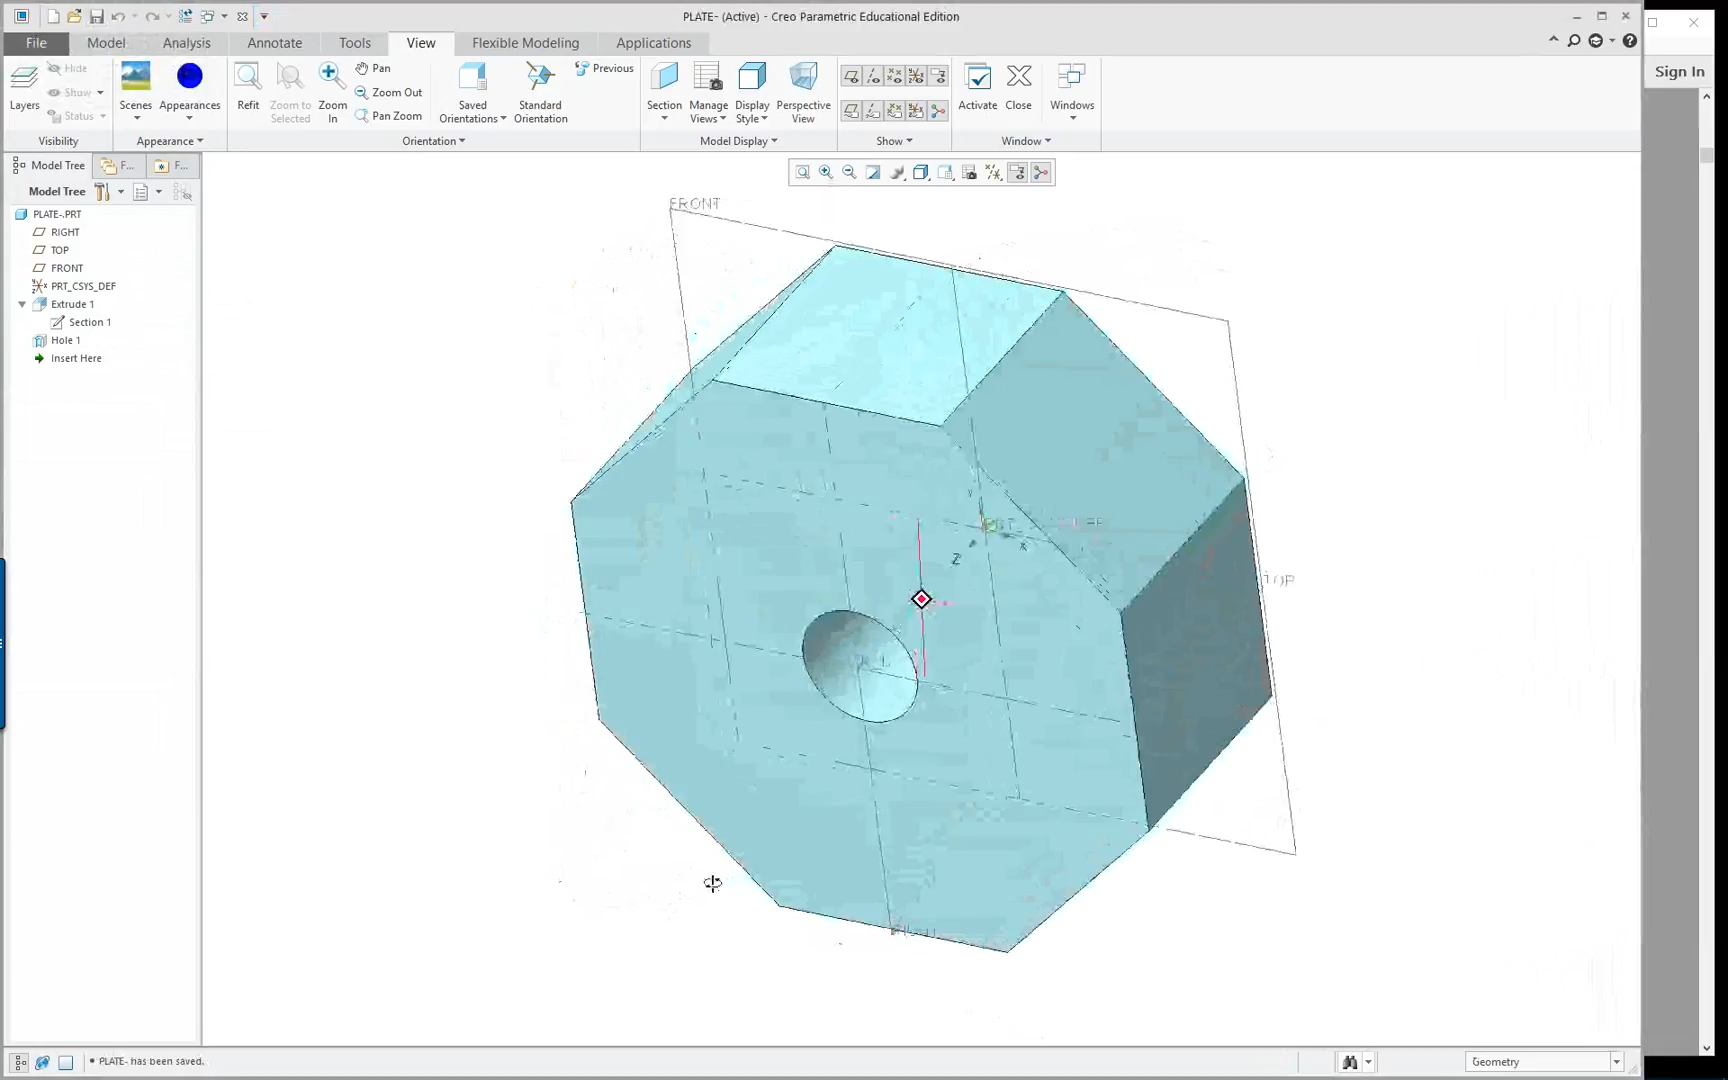 PLATE- (Active) - Creo Parametric Educational Edition
File Model Analysis Annotate Tools View Flexible Modeling Applications
Sign In
Layers
Hide
Show
Status
Scenes
Appearances
Refit
Zoom to Selected
Zoom In
Pan
Zoom Out
Pan Zoom
Saved Orientations
Standard Orientation
Previous
Section
Manage Views
Display Style
Perspective View
Activate
Close
Windows
Visibility
Appearance
Orientation
Model Display
Show
Window
Model Tree F... F...
Model Tree
PLATE-.PRT
RIGHT
TOP
FRONT
PRT_CSYS_DEF
Extrude 1
Section 1
Hole 1
Insert Here
FRONT
Z
X
TOP
PLATE- has been saved.
Geometry